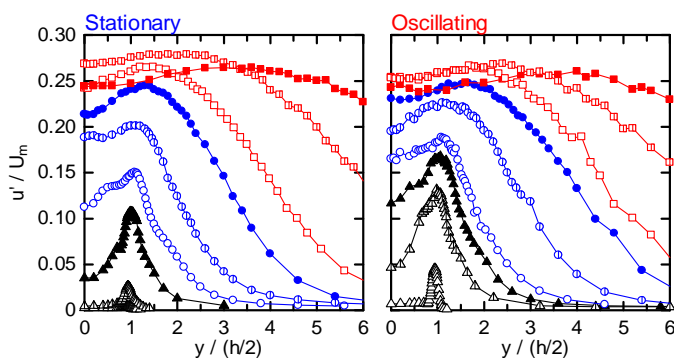 Stationary
Oscillating
0.30
0.25
0.20
0.15
0.10
0.05
0
u' / U_m
0 1 2 3 4 5 6
0 1 2 3 4 5 6
y / (h/2)
y / (h/2)